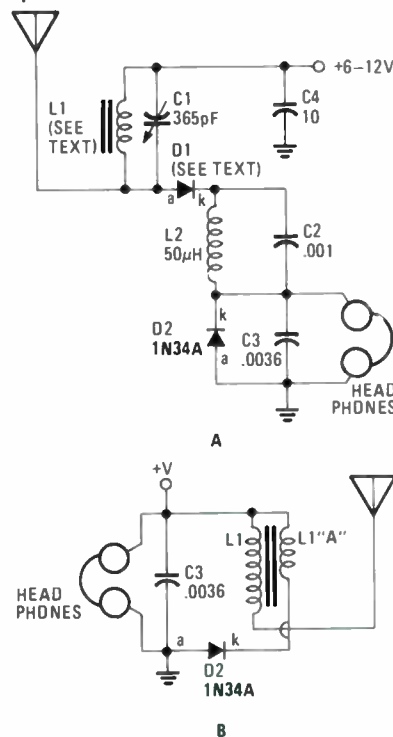 +6–12V
L1
(SEE
TEXT)
C1
365pF
C4
10
D1
(SEE TEXT)
a
k
L2
50µH
C2
.001
k
D2
1N34A
a
C3
.0036
HEAD
PHONES
A
+V
L1
L1"A"
C3
.0036
HEAD
PHONES
a
k
D2
1N34A
B